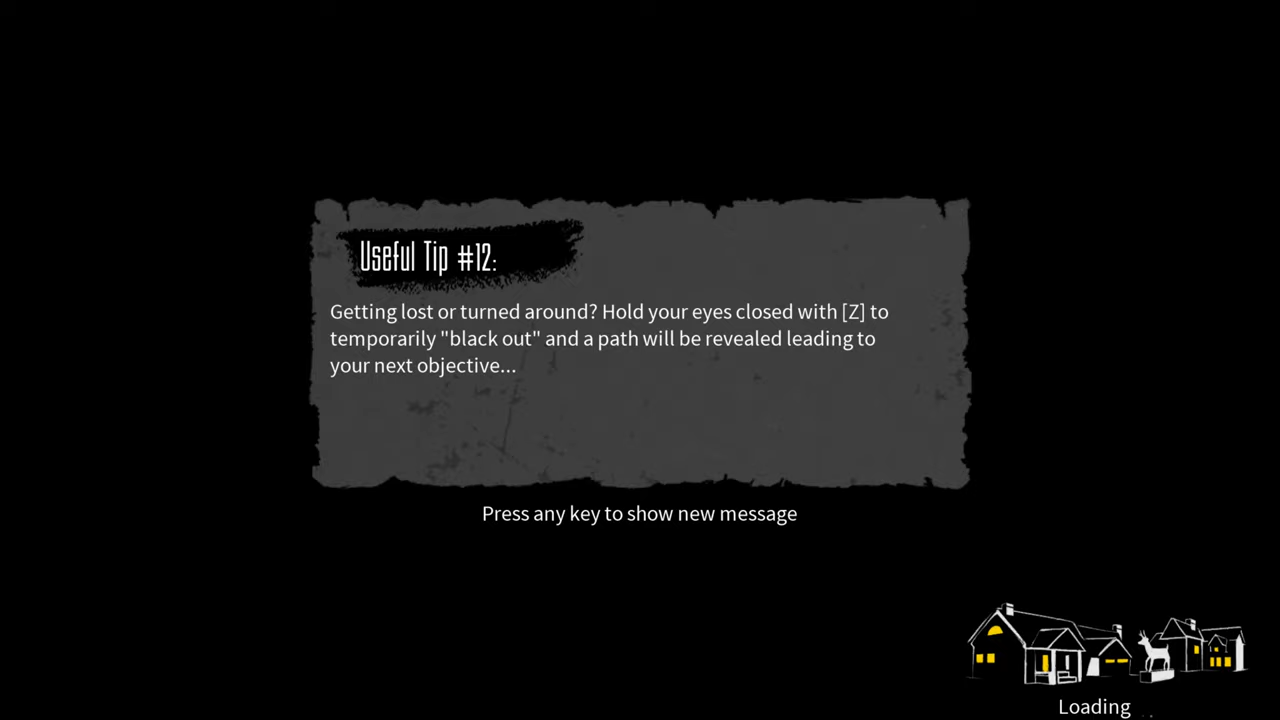 Useful Tip #12:
Getting lost or turned around? Hold your eyes closed with [Z] to
temporarily "black out" and a path will be revealed leading to
your next objective...
Press any key to show new message
Loading